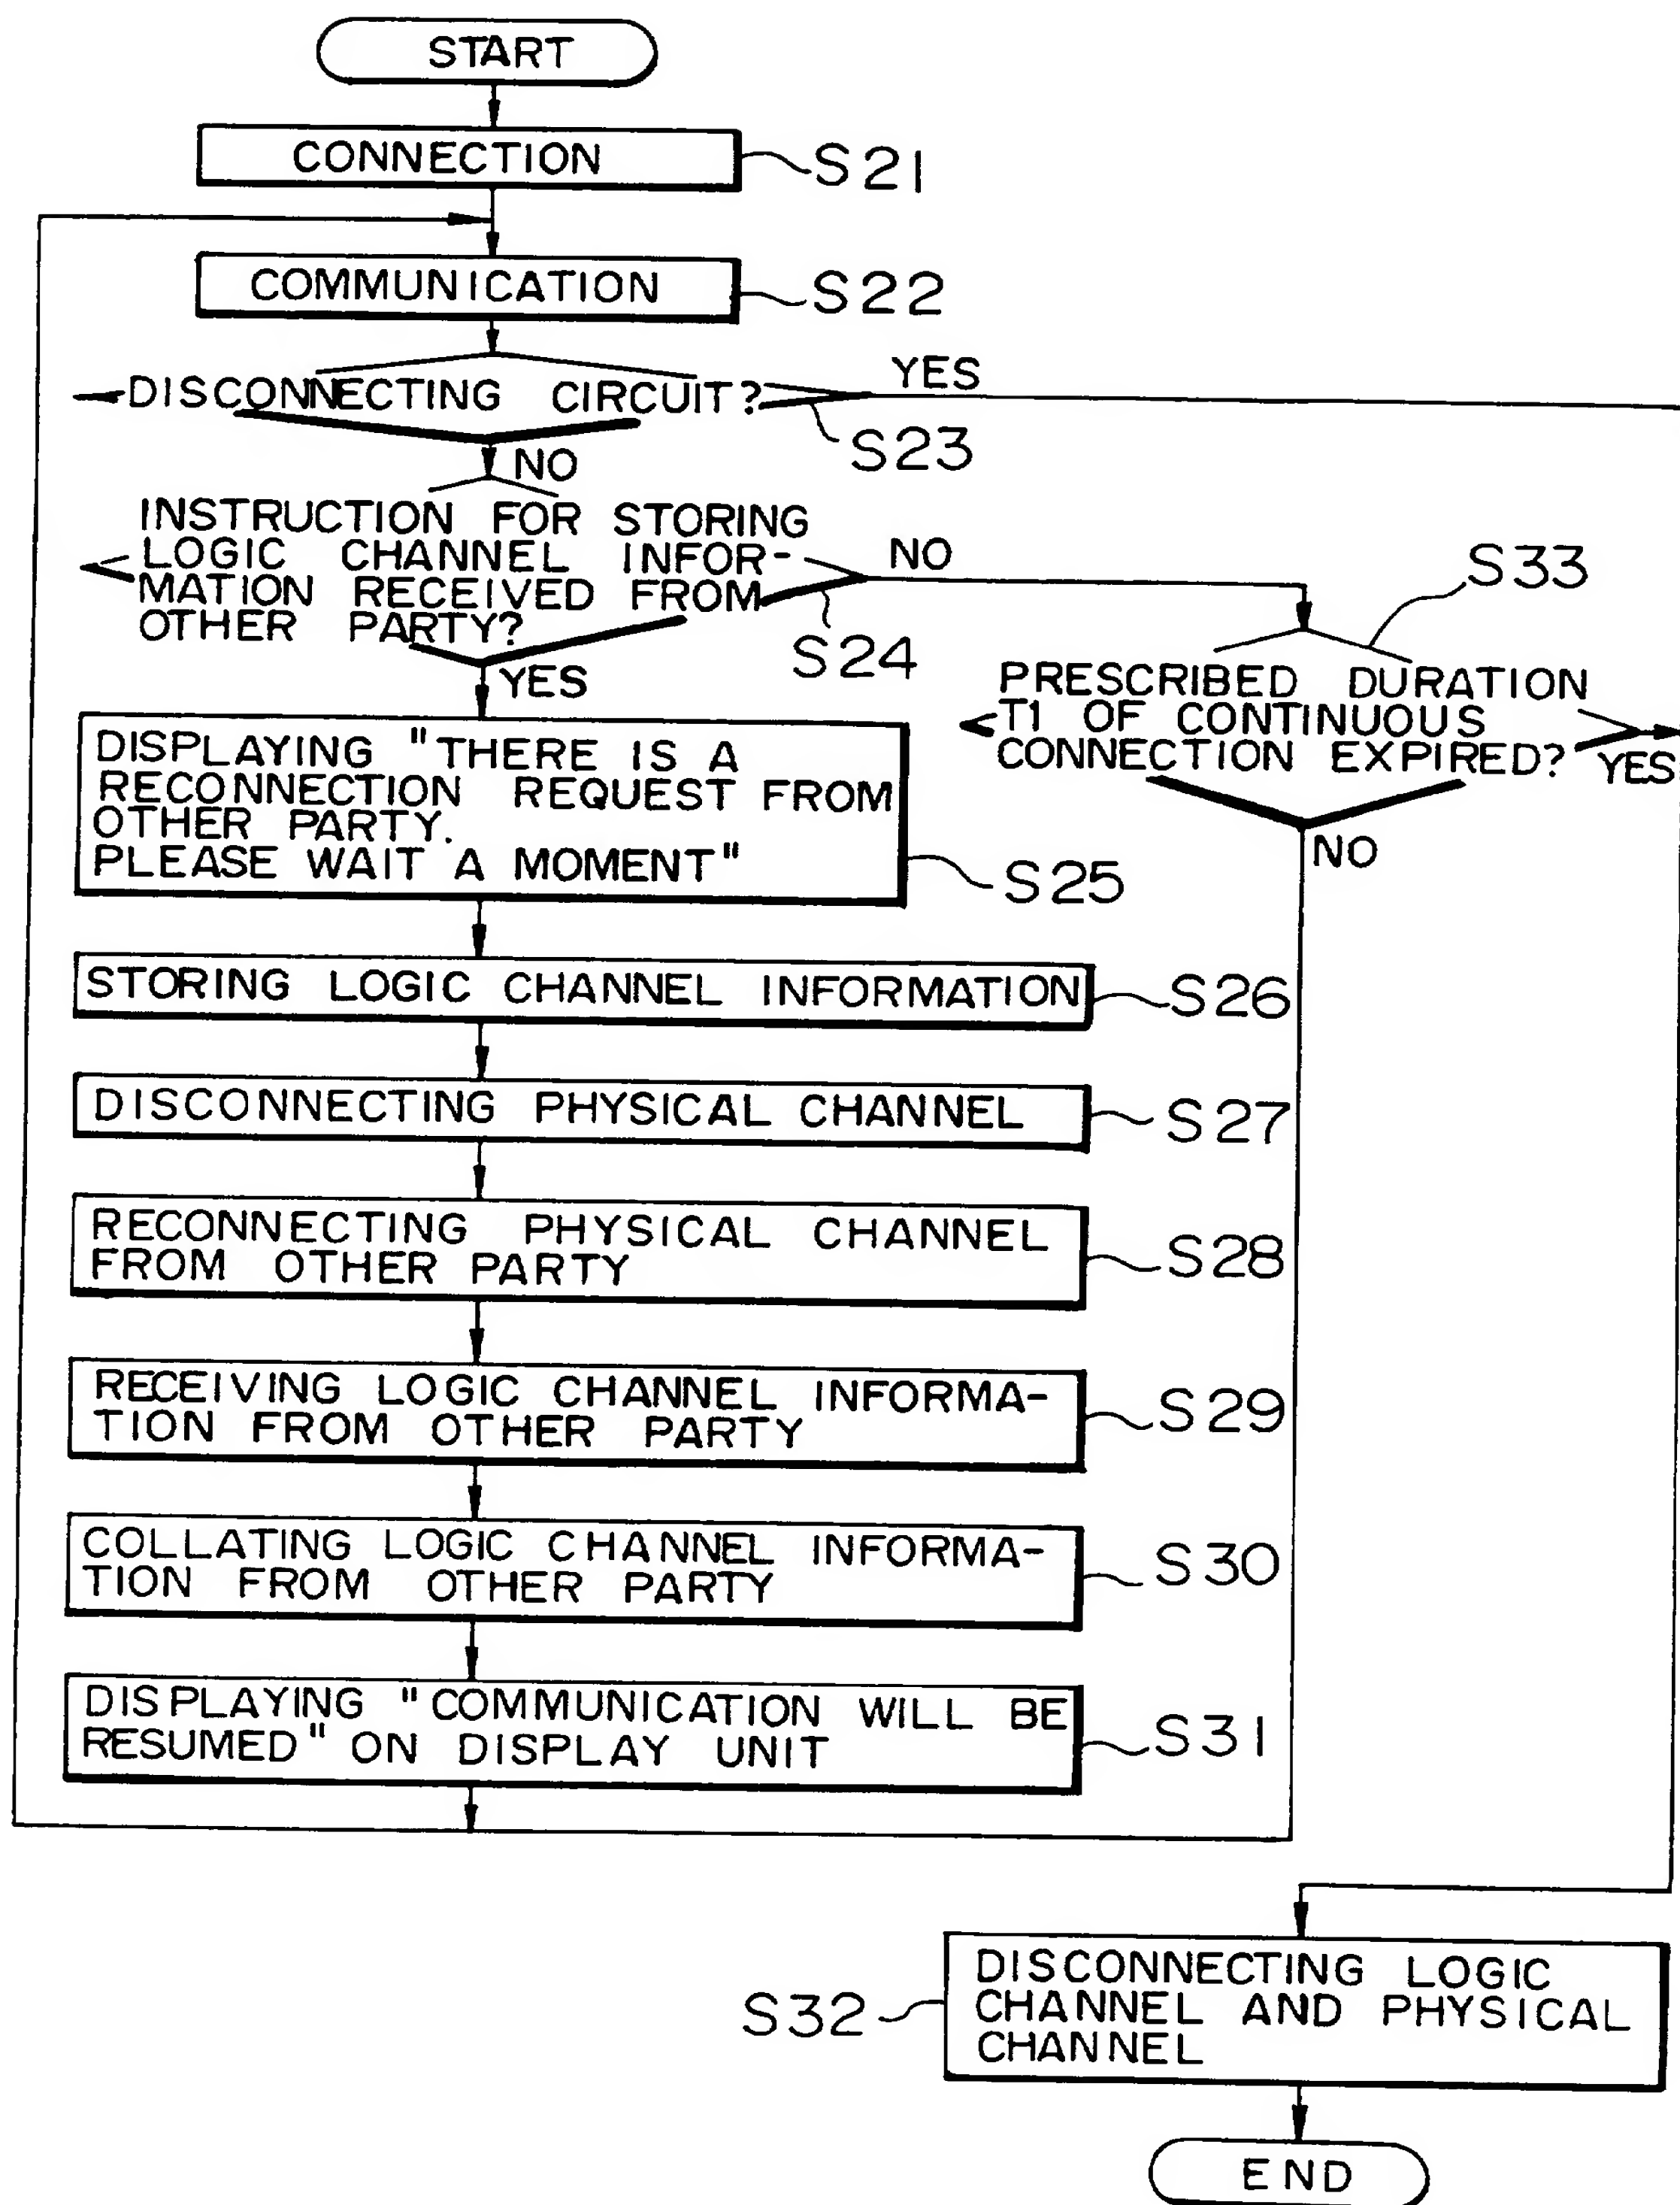 START
CONNECTION
S21
COMMUNICATION
S22
DISCONNECTING CIRCUIT?
YES
S23
NO
INSTRUCTION FOR STORING
LOGIC CHANNEL INFOR-
MATION RECEIVED FROM
OTHER PARTY?
NO
S24
YES
S33
PRESCRIBED DURATION
T1 OF CONTINUOUS
CONNECTION EXPIRED?
YES
NO
DISPLAYING "THERE IS A
RECONNECTION REQUEST FROM
OTHER PARTY.
PLEASE WAIT A MOMENT"
S25
STORING LOGIC CHANNEL INFORMATION
S26
DISCONNECTING PHYSICAL CHANNEL
S27
RECONNECTING PHYSICAL CHANNEL
FROM OTHER PARTY
S28
RECEIVING LOGIC CHANNEL INFORMA-
TION FROM OTHER PARTY
S29
COLLATING LOGIC CHANNEL INFORMA-
TION FROM OTHER PARTY
S30
DISPLAYING "COMMUNICATION WILL BE
RESUMED" ON DISPLAY UNIT
S31
DISCONNECTING LOGIC
CHANNEL AND PHYSICAL
CHANNEL
S32
END